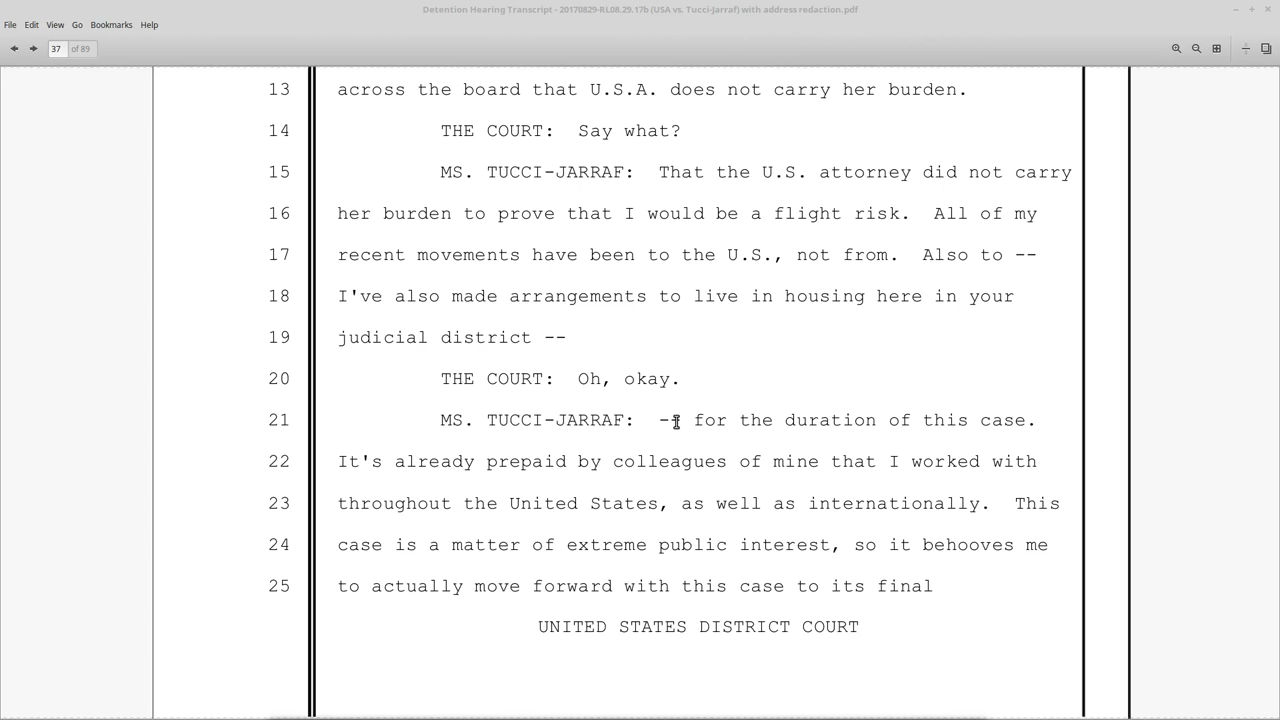 Detention Hearing Transcript - 20170829-RL08.29.17b (USA vs. Tucci-Jarraf) with address redaction.pdf
File Edit View Go Bookmarks Help
37 of 89
13 across the board that U.S.A. does not carry her burden.
14 THE COURT: Say what?
15 MS. TUCCI-JARRAF: That the U.S. attorney did not carry
16 her burden to prove that I would be a flight risk. All of my
17 recent movements have been to the U.S., not from. Also to --
18 I've also made arrangements to live in housing here in your
19 judicial district --
20 THE COURT: Oh, okay.
21 MS. TUCCI-JARRAF: -- for the duration of this case.
22 It's already prepaid by colleagues of mine that I worked with
23 throughout the United States, as well as internationally. This
24 case is a matter of extreme public interest, so it behooves me
25 to actually move forward with this case to its final
UNITED STATES DISTRICT COURT